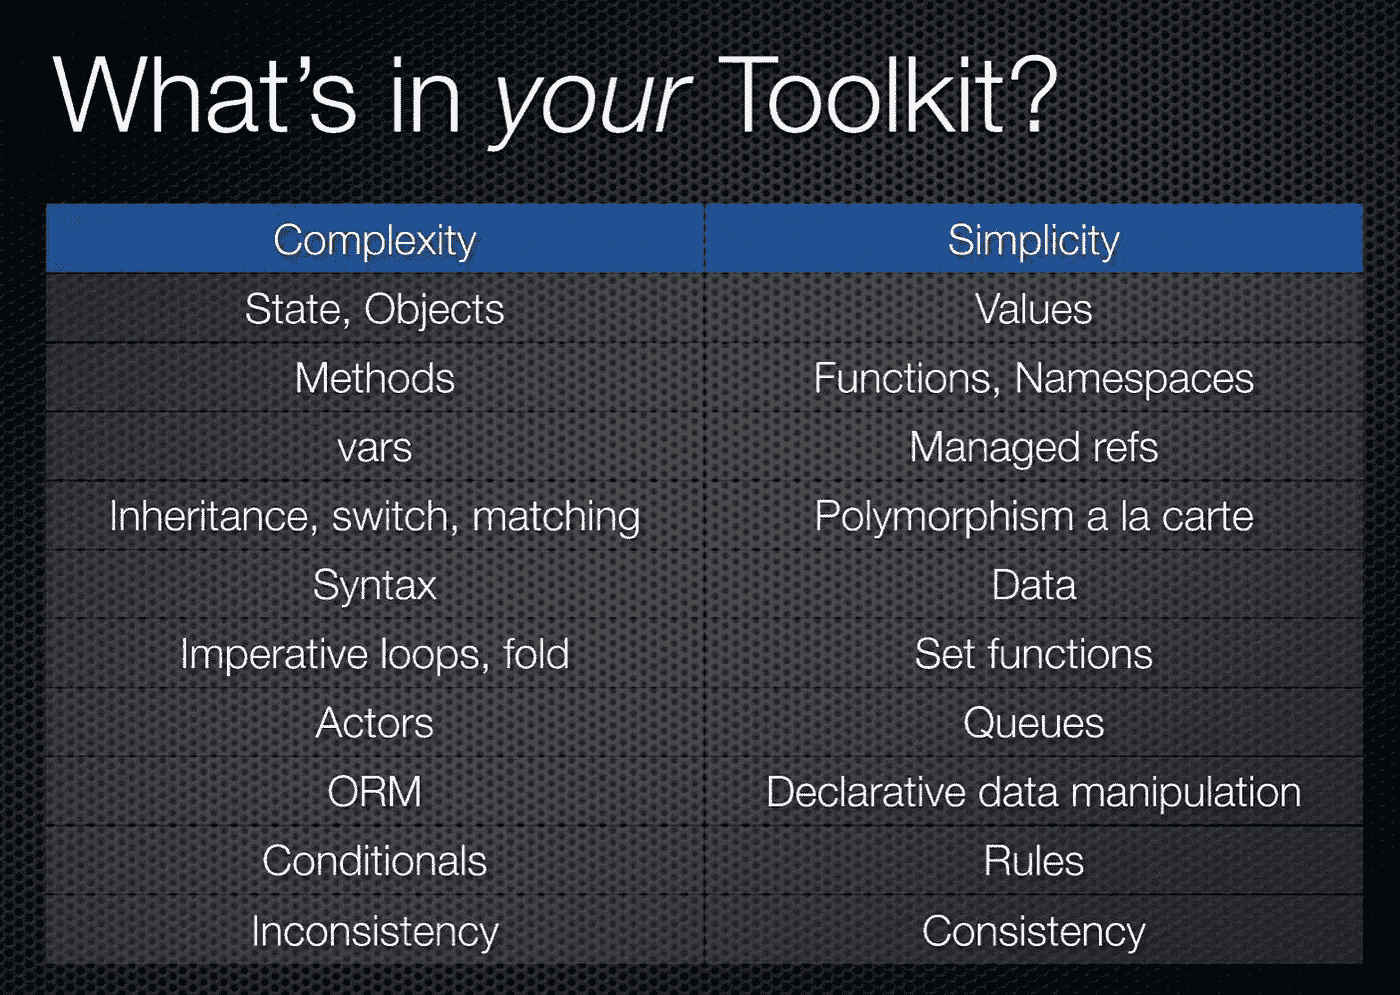 What's in your Toolkit?
Complexity Simplicity
State, Objects Values
Methods Functions, Namespaces
vars Managed refs
Inheritance, switch, matching Polymorphism a la carte
Syntax Data
Imperative loops, fold Set functions
Actors Queues
ORM Declarative data manipulation
Conditionals Rules
Inconsistency Consistency